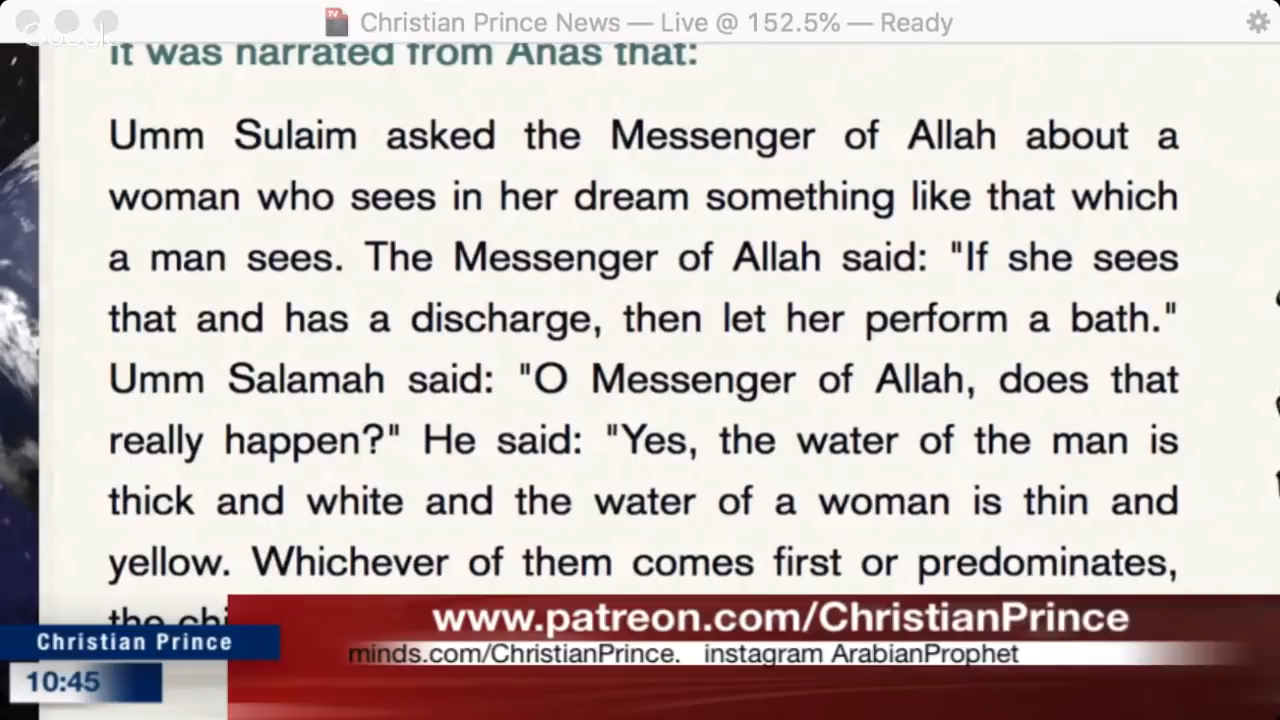 Christian Prince News — Live @ 152.5% — Ready
Google
It was narrated from Anas that:
Umm Sulaim asked the Messenger of Allah about a
woman who sees in her dream something like that which
a man sees. The Messenger of Allah said: "If she sees
that and has a discharge, then let her perform a bath."
Umm Salamah said: "O Messenger of Allah, does that
really happen?" He said: "Yes, the water of the man is
thick and white and the water of a woman is thin and
yellow. Whichever of them comes first or predominates,
the
www.patreon.com/ChristianPrince
Christian Prince
minds.com/ChristianPrince. instagram ArabianProphet
10:45